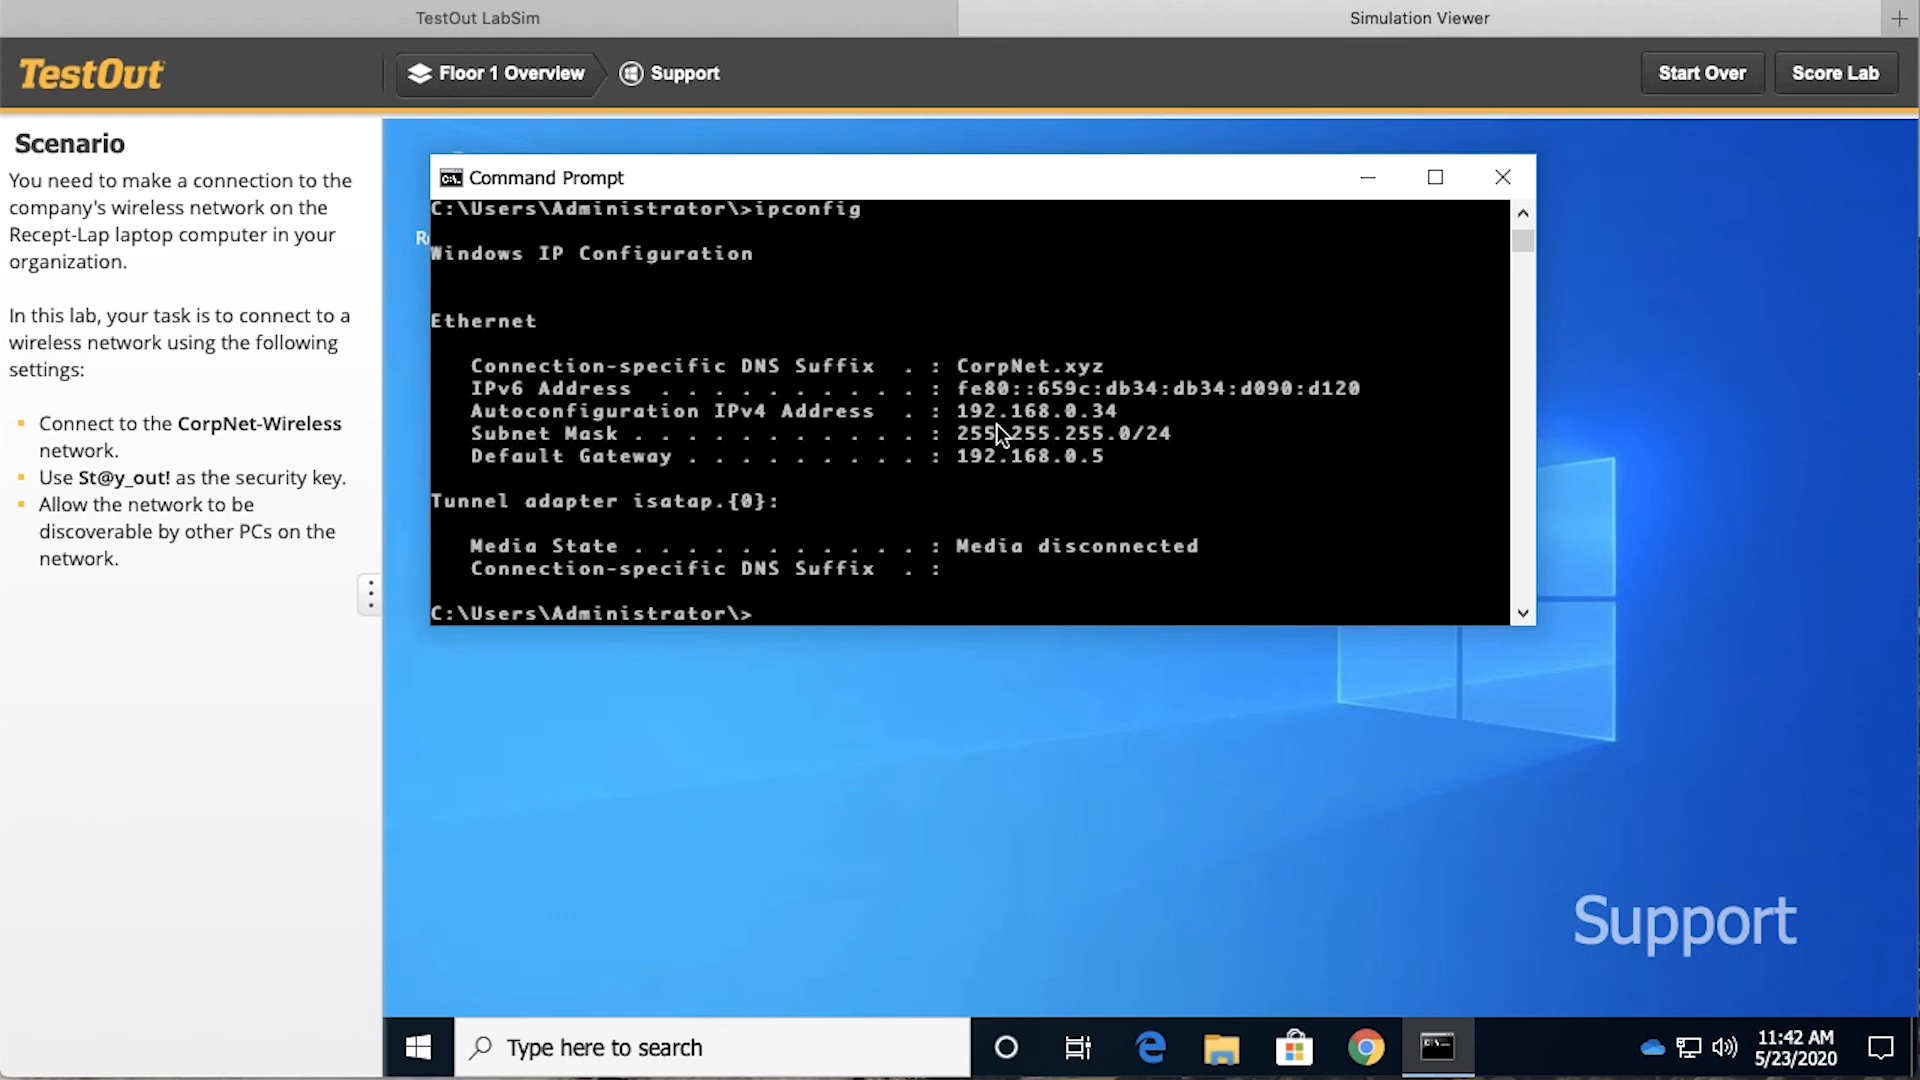 TestOut LabSim
Simulation Viewer
TestOut
Floor 1 Overview
Support
Start Over
Score Lab
Scenario
You need to make a connection to the
company's wireless network on the
Recept-Lap laptop computer in your
organization.
In this lab, your task is to connect to a
wireless network using the following
settings:
Connect to the CorpNet-Wireless
network.
Use St@y_out! as the security key.
Allow the network to be
discoverable by other PCs on the
network.
Command Prompt
C:\Users\Administrator\>ipconfig
Windows IP Configuration
Ethernet
Connection-specific DNS Suffix . : CorpNet.xyz
IPv6 Address . . . . . . . . . . : fe80::659c:db34:db34:d090:d120
Autoconfiguration IPv4 Address . : 192.168.0.34
Subnet Mask . . . . . . . . . . . : 255.255.255.0/24
Default Gateway . . . . . . . . . : 192.168.0.5
Tunnel adapter isatap.{0}:
Media State . . . . . . . . . . . : Media disconnected
Connection-specific DNS Suffix . :
C:\Users\Administrator\>
Support
Type here to search
11:42 AM
5/23/2020